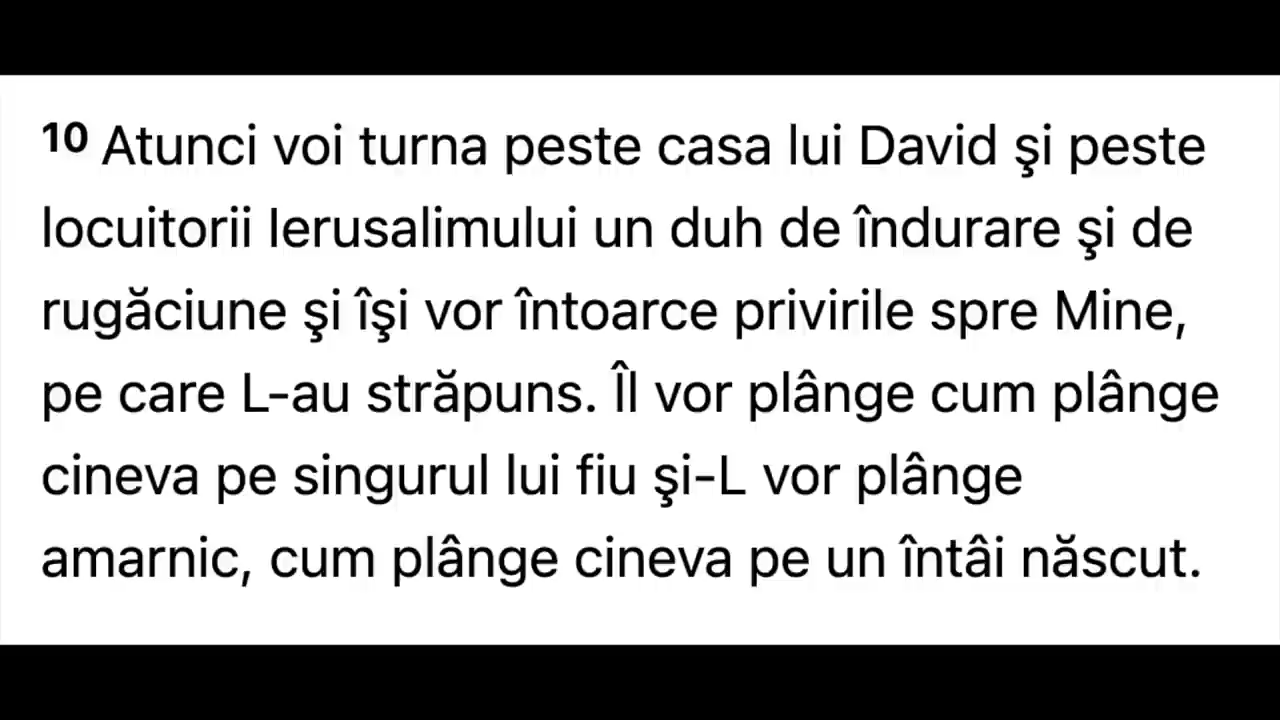 10 Atunci voi turna peste casa lui David şi peste
locuitorii Ierusalimului un duh de îndurare şi de
rugăciune şi îşi vor întoarce privirile spre Mine,
pe care L-au străpuns. Îl vor plânge cum plânge
cineva pe singurul lui fiu şi-L vor plânge
amarnic, cum plânge cineva pe un întâi născut.